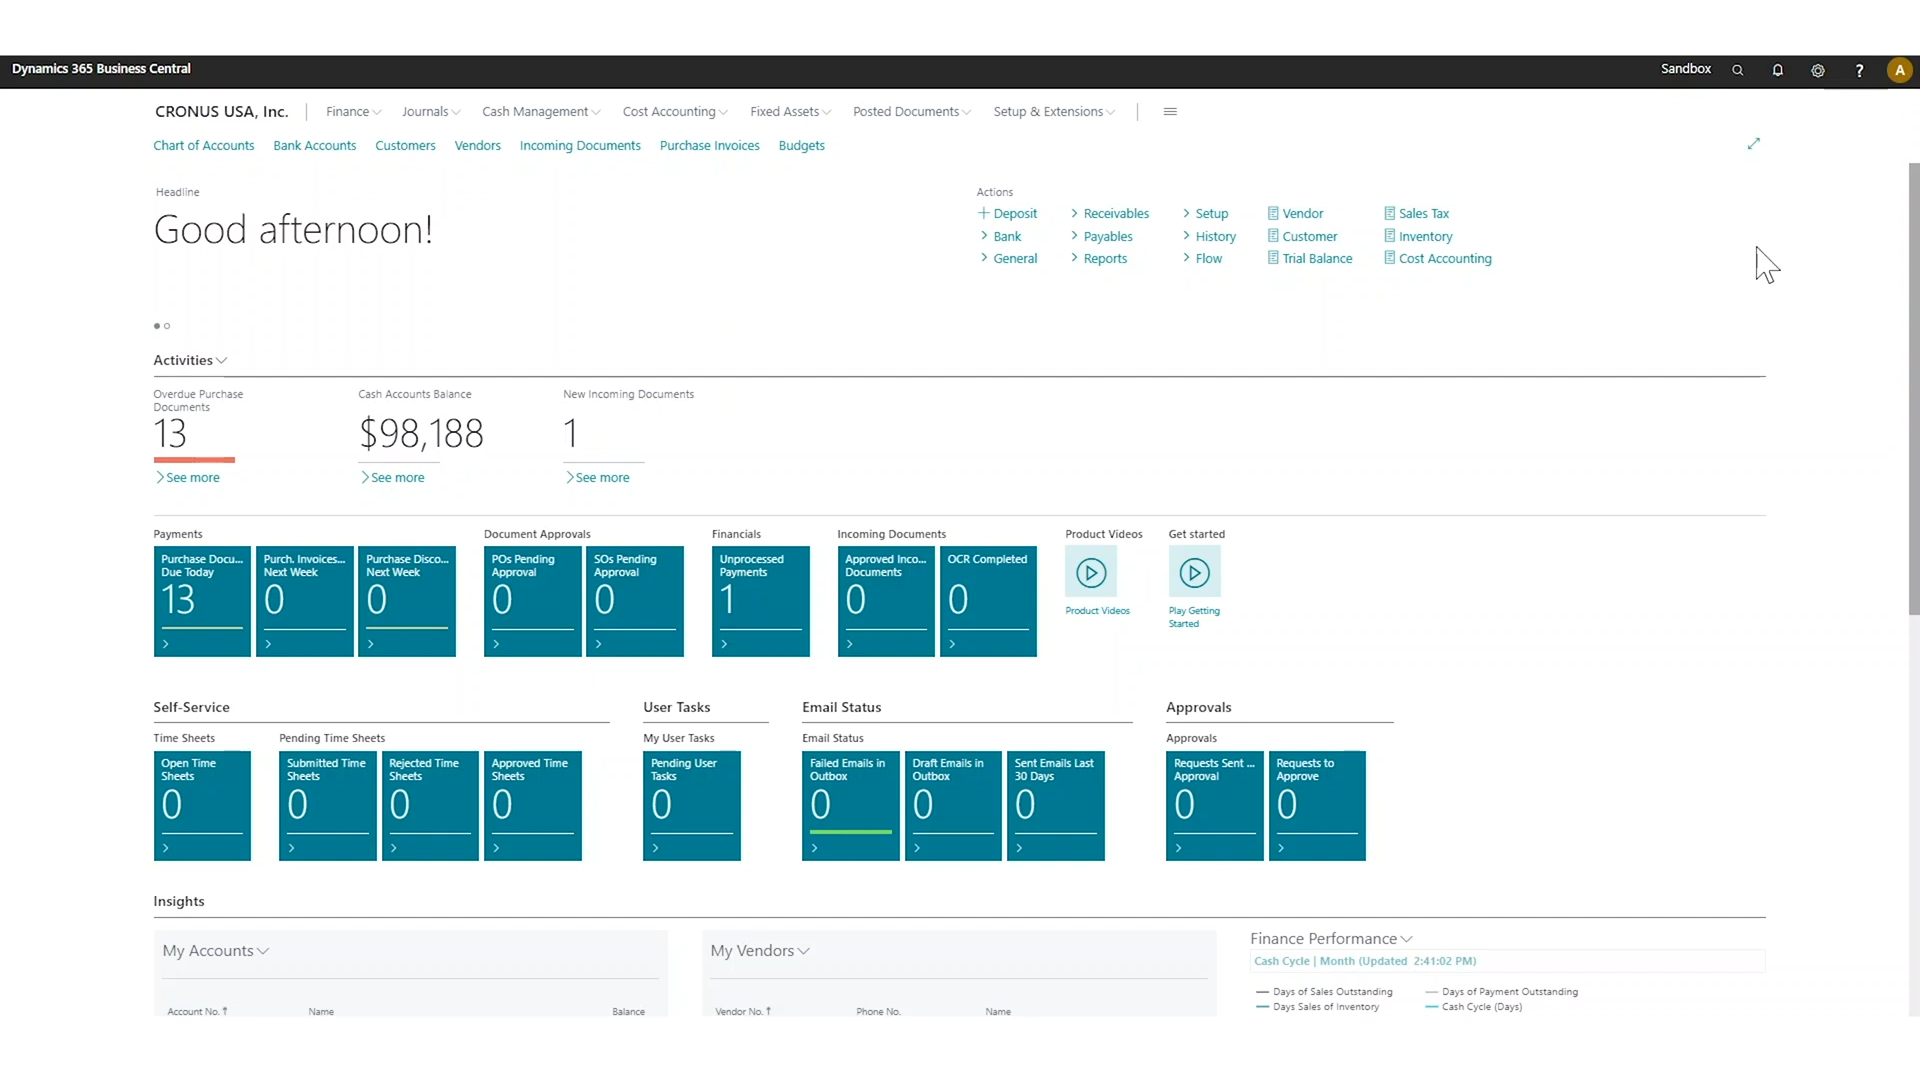 Dynamics 365 Business Central
Sandbox
?
A
CRONUS USA, Inc.
Finance
Journals
Cash Management
Cost Accounting
Fixed Assets
Posted Documents
Setup & Extensions
Chart of Accounts
Bank Accounts
Customers
Vendors
Incoming Documents
Purchase Invoices
Budgets
Headline
Good afternoon!
Actions
Deposit
Receivables
Setup
Vendor
Sales Tax
Bank
Payables
History
Customer
Inventory
General
Reports
Flow
Trial Balance
Cost Accounting
Activities
Overdue Purchase
Documents
13
See more
Cash Accounts Balance
$98,188
See more
New Incoming Documents
1
See more
Payments
Purchase Docu...
Due Today
13
Purch. Invoices...
Next Week
0
Purchase Disco...
Next Week
0
Document Approvals
POs Pending
Approval
0
SOs Pending
Approval
0
Financials
Unprocessed
Payments
1
Incoming Documents
Approved Inco...
Documents
0
OCR Completed
0
Product Videos
Product Videos
Get started
Play Getting
Started
Self-Service
Time Sheets
Open Time
Sheets
0
Pending Time Sheets
Submitted Time
Sheets
0
Rejected Time
Sheets
0
Approved Time
Sheets
0
User Tasks
My User Tasks
Pending User
Tasks
0
Email Status
Email Status
Failed Emails in
Outbox
0
Draft Emails in
Outbox
0
Sent Emails Last
30 Days
0
Approvals
Approvals
Requests Sent ...
Approval
0
Requests to
Approve
0
Insights
My Accounts
Account No. ↑
Name
Balance
My Vendors
Vendor No. ↑
Phone No.
Name
Finance Performance
Cash Cycle | Month (Updated 2:41:02 PM)
Days of Sales Outstanding
Days of Payment Outstanding
Days Sales of Inventory
Cash Cycle (Days)